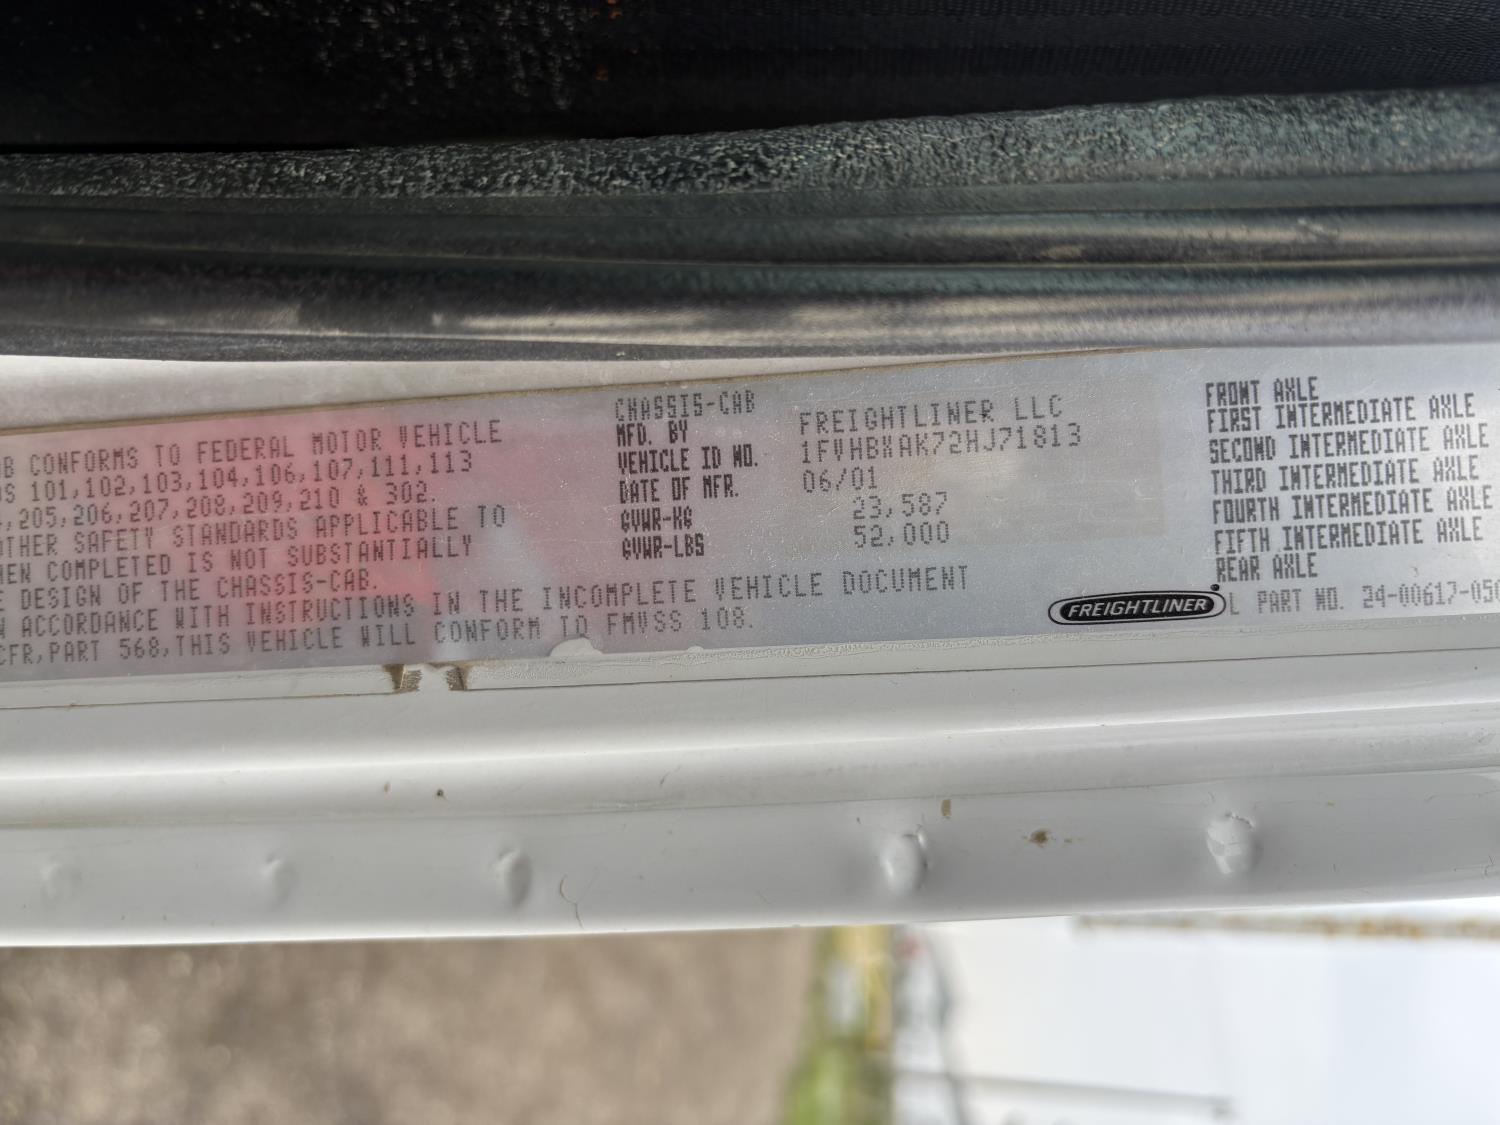 B CONFORMS TO FEDERAL MOTOR VEHICLE
S 101,102,103,104,106,107,111,113
,205,206,207,208,209,210 & 302.
OTHER SAFETY STANDARDS APPLICABLE TO
HEN COMPLETED IS NOT SUBSTANTIALLY
E DESIGN OF THE CHASSIS-CAB.
ACCORDANCE WITH INSTRUCTIONS IN THE INCOMPLETE VEHICLE DOCUMENT
CFR,PART 568,THIS VEHICLE WILL CONFORM TO FMVSS 108.
CHASSIS-CAB
MFD. BY FREIGHTLINER LLC
VEHICLE ID NO. 1FVHBXAK72HJ71813
DATE OF MFR. 06/01
GVWR-KG 23,587
GVWR-LBS 52,000
FRONT AXLE
FIRST INTERMEDIATE AXLE
SECOND INTERMEDIATE AXLE
THIRD INTERMEDIATE AXLE
FOURTH INTERMEDIATE AXLE
FIFTH INTERMEDIATE AXLE
REAR AXLE
FREIGHTLINER
L PART NO. 24-00617-050